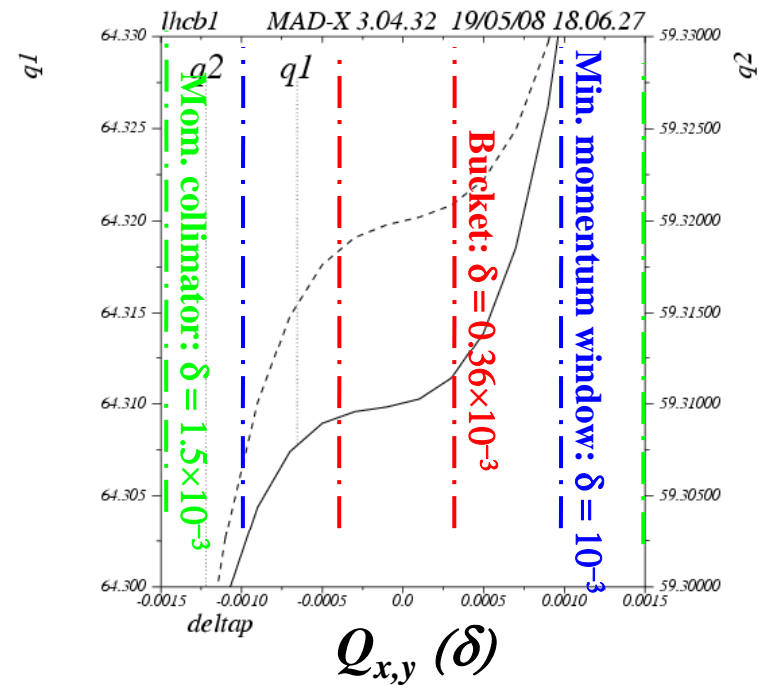 lhcb1 MAD-X 3.04.32 19/05/08 18.06.27
q1
q2
64.330
64.325
64.320
64.315
64.310
64.305
64.300
59.33000
59.32500
59.32000
59.31500
59.31000
59.30500
59.30000
q2
q1
Mom. collimator: δ = 1.5×10⁻³
Bucket: δ = 0.36×10⁻³
Min. momentum window: δ = 10⁻³
-0.0015 -0.0010 -0.0005 0.0 0.0005 0.0010 0.0015
deltap
Qx,y (δ)